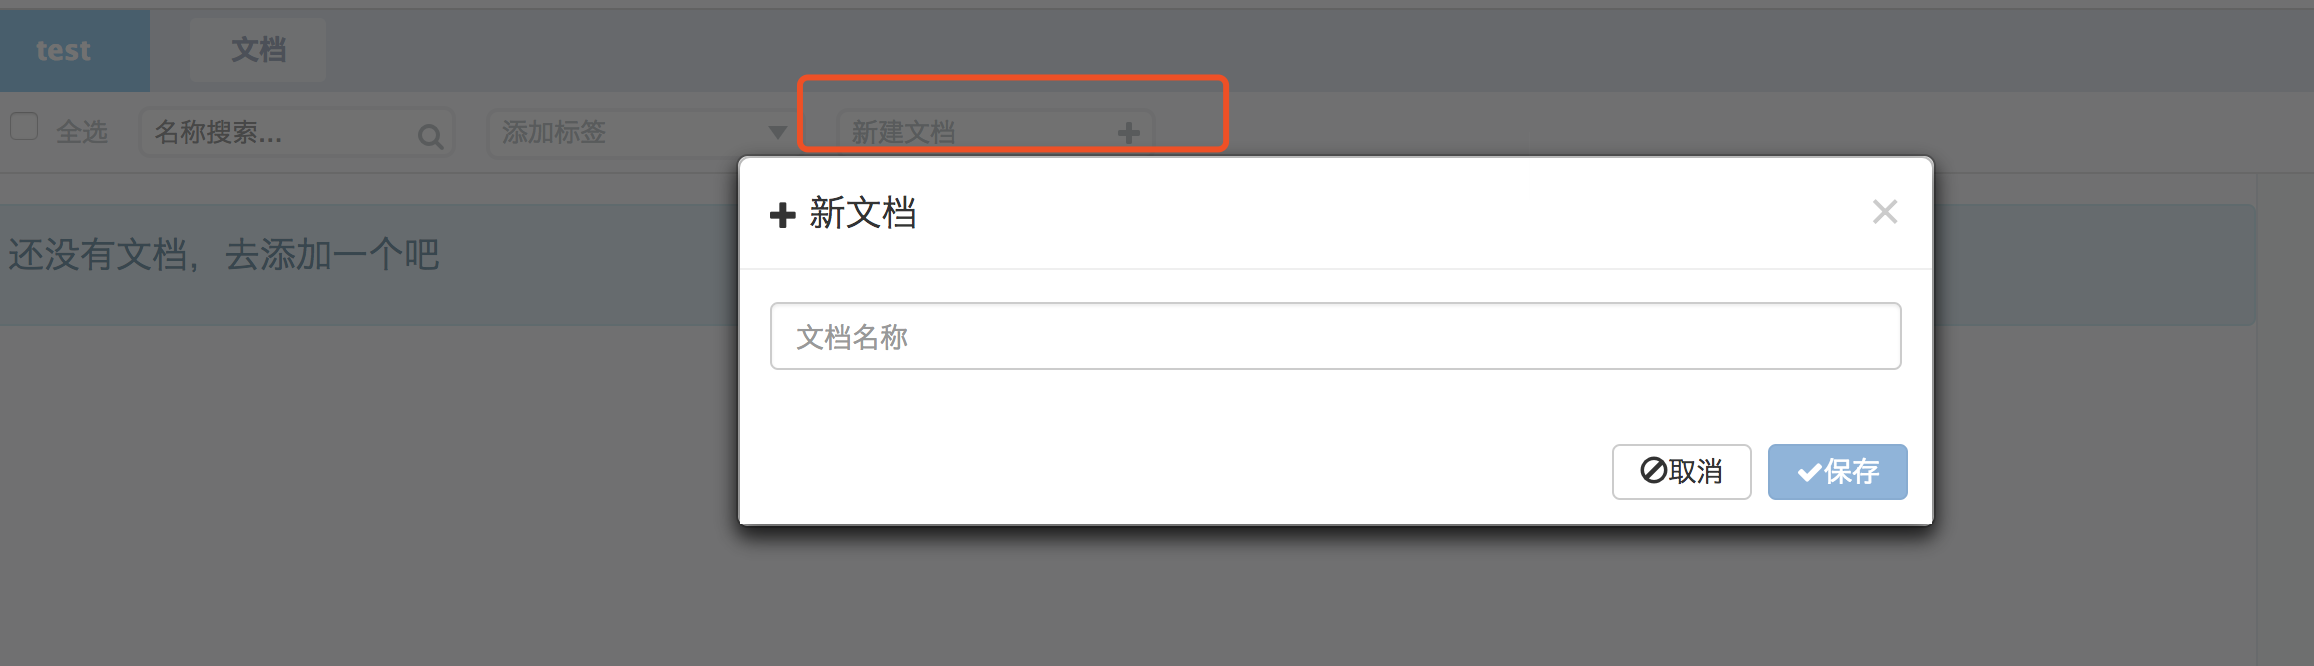 test
文档
全选
名称搜索...
添加标签
新建文档
新文档
还没有文档，去添加一个吧
文档名称
取消
保存